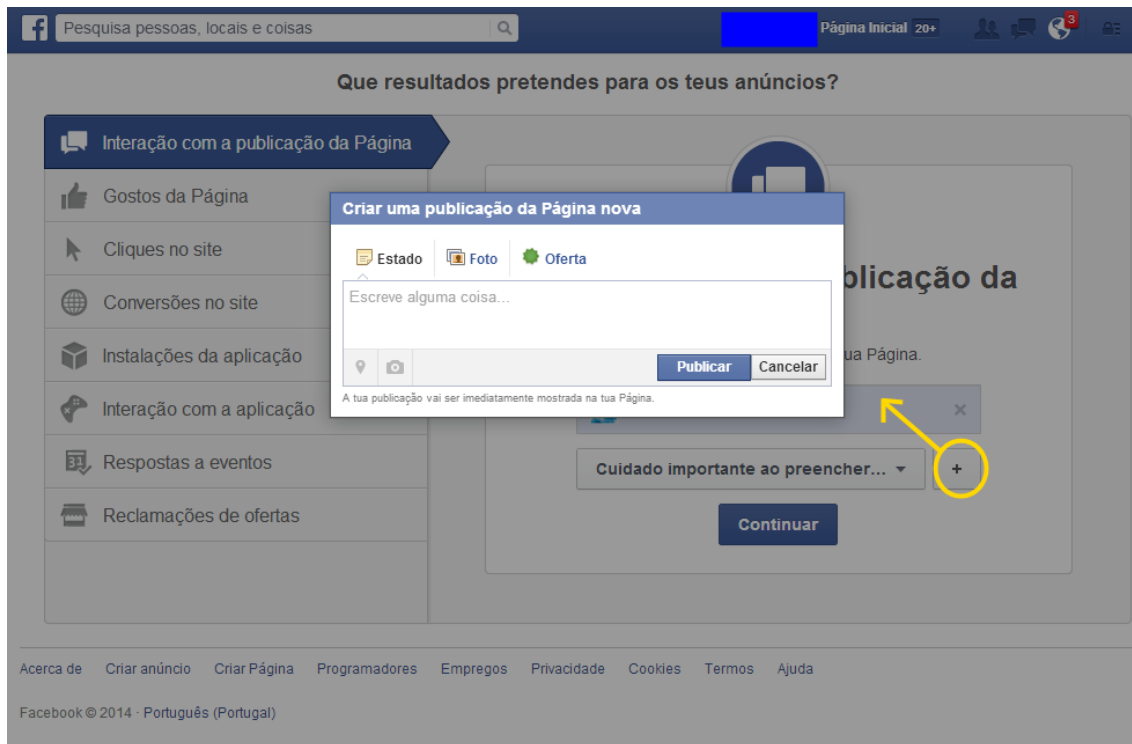 f Pesquisa pessoas, locais e coisas
Página Inicial 20+ 3
Que resultados pretendes para os teus anúncios?
Interação com a publicação da Página
Gostos da Página
Cliques no site
Conversões no site
Instalações da aplicação
Interação com a aplicação
31 Respostas a eventos
Reclamações de ofertas
Criar uma publicação da Página nova
Estado Foto Oferta
Escreve alguma coisa...
Publicar Cancelar
A tua publicação vai ser imediatamente mostrada na tua Página.
blicação da
ua Página.
×
Cuidado importante ao preencher... +
Continuar
Acerca de Criar anúncio Criar Página Programadores Empregos Privacidade Cookies Termos Ajuda
Facebook © 2014 · Português (Portugal)